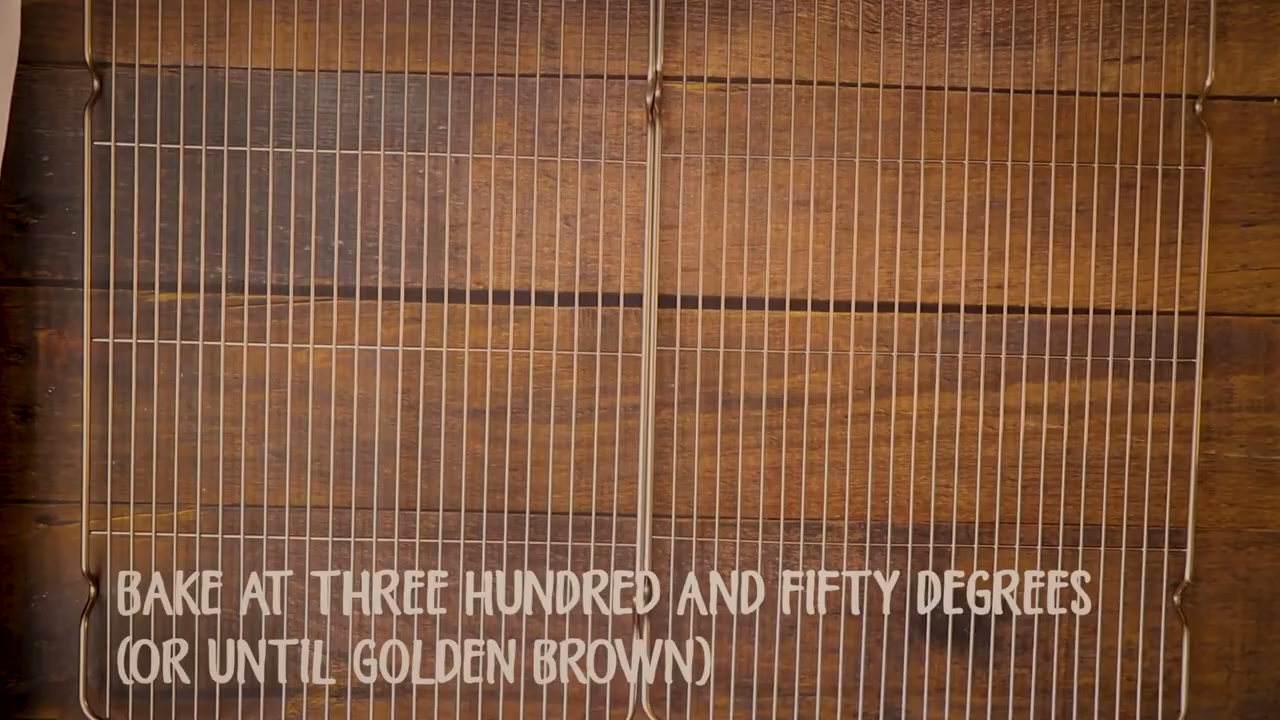 BAKE AT THREE HUNDRED AND FIFTY DEGREES
(OR UNTIL GOLDEN BROWN)